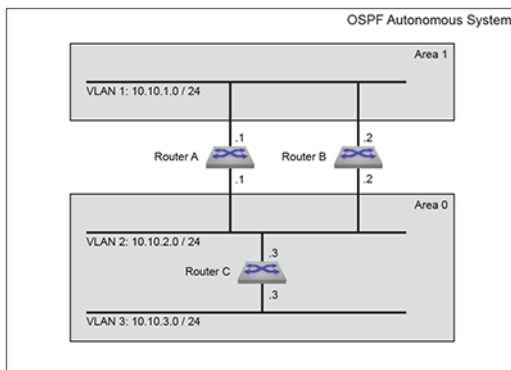 OSPF Autonomous System
Area 1
VLAN 1: 10.10.1.0 / 24
.1
.2
Router A
Router B
.1
.2
Area 0
VLAN 2: 10.10.2.0 / 24
.3
Router C
.3
VLAN 3: 10.10.3.0 / 24